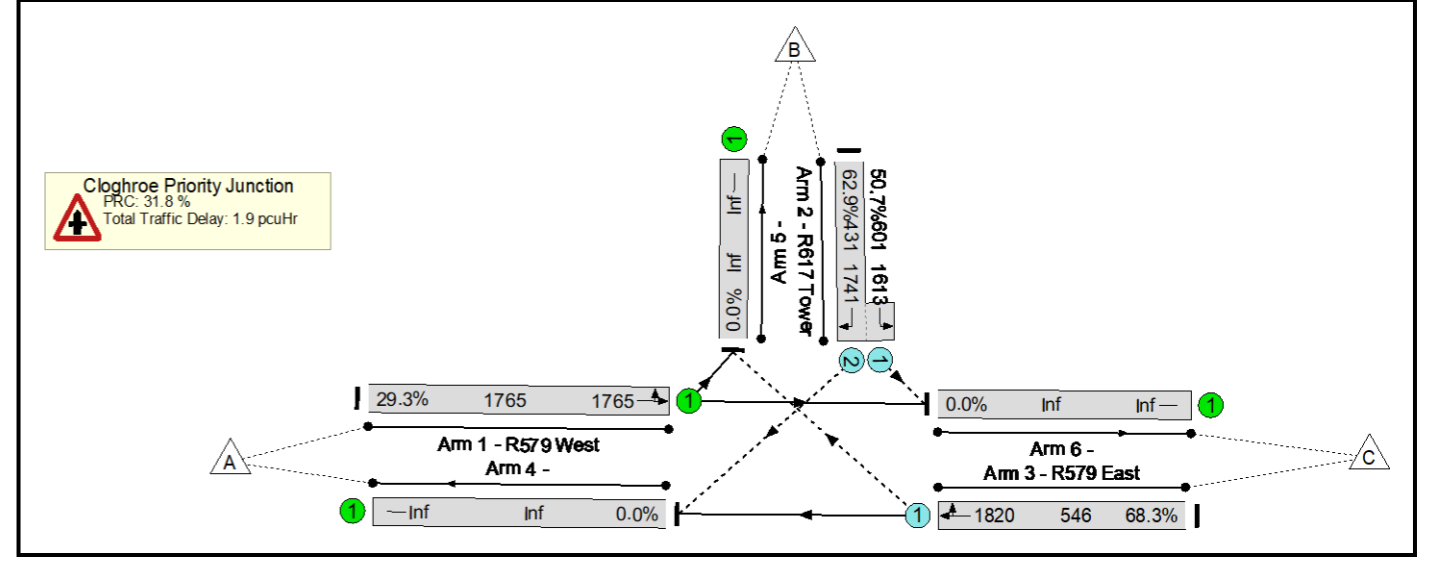 B
Cloghroe Priority Junction
PRC: 31.8 %
Total Traffic Delay: 1.9 pcuHr
1
Inf
Inf
0.0%
Arm 5 -
Arm 2 - R617 Tower
62.9% 431 1741
50.7% 601 1613
2
1
29.3% 1765 1765
1
Arm 1 - R579 West
Arm 4 -
A
1
Inf Inf 0.0%
0.0% Inf Inf
1
Arm 6 -
Arm 3 - R579 East
C
1
1820 546 68.3%